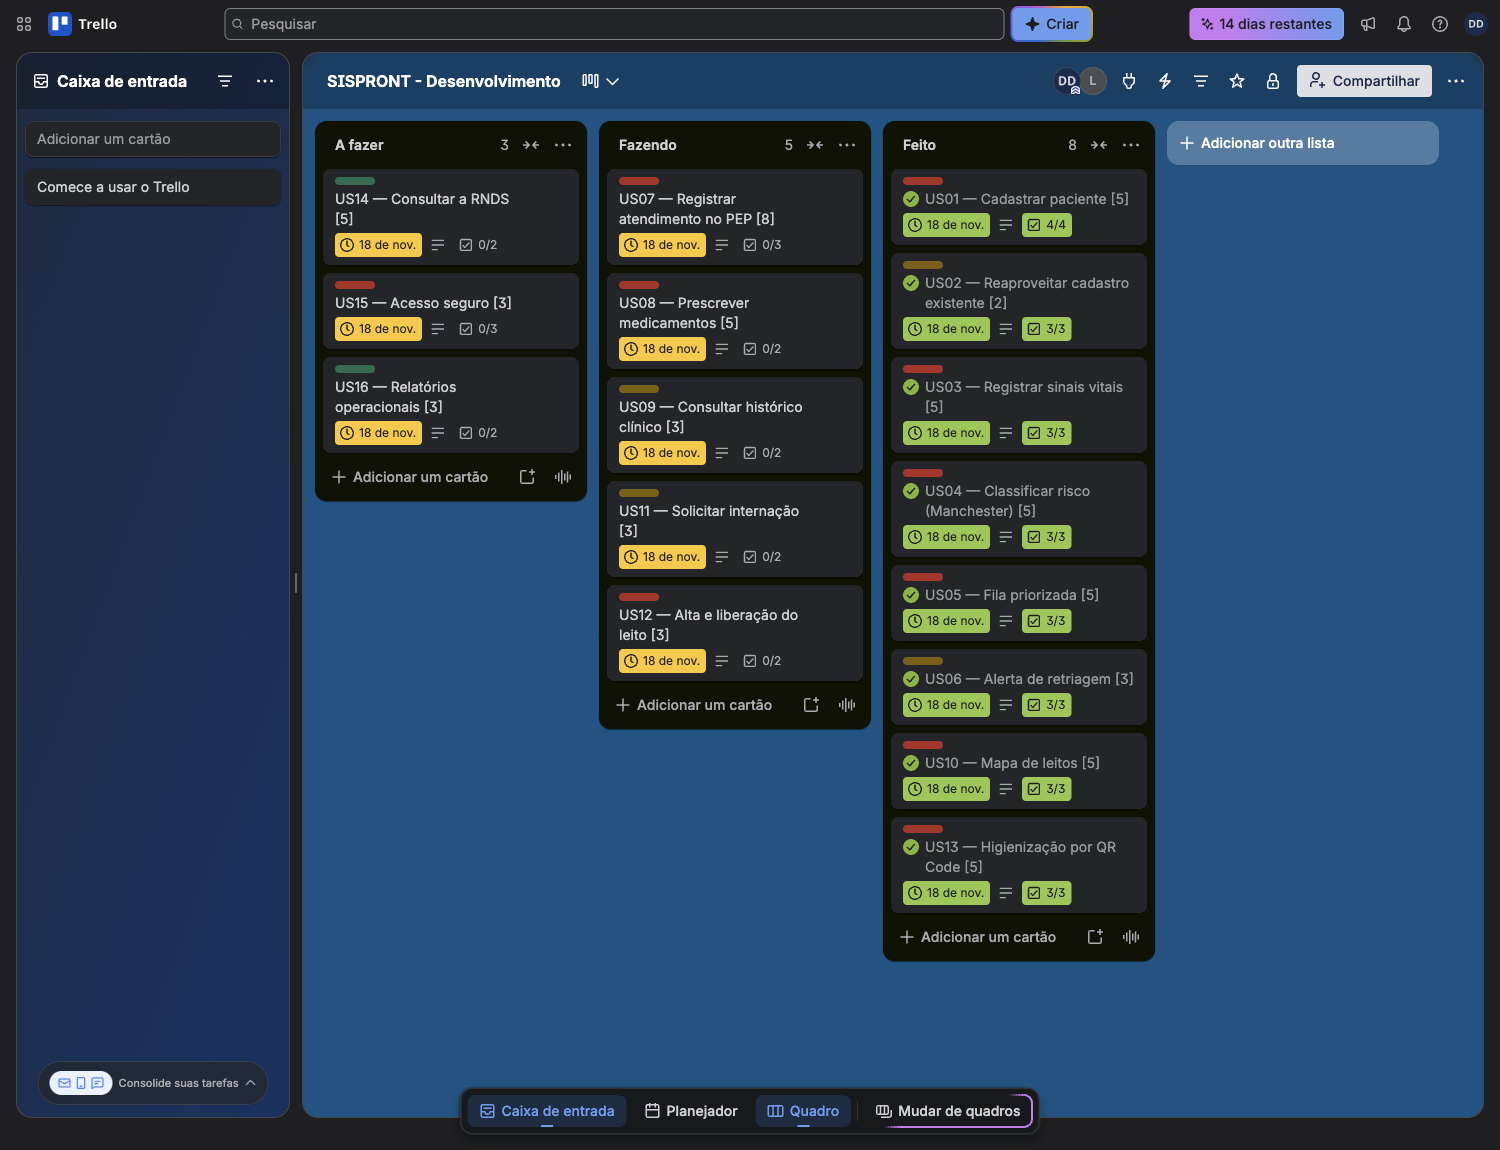 Trello
Pesquisar
Criar
14 dias restantes
DD
Caixa de entrada
Adicionar um cartão
Comece a usar o Trello
Consolide suas tarefas
SISPRONT - Desenvolvimento
DD
L
Compartilhar
A fazer
3
US14 — Consultar a RNDS
[5]
18 de nov.
0/2
US15 — Acesso seguro [3]
18 de nov.
0/3
US16 — Relatórios
operacionais [3]
18 de nov.
0/2
Adicionar um cartão
Fazendo
5
US07 — Registrar
atendimento no PEP [8]
18 de nov.
0/3
US08 — Prescrever
medicamentos [5]
18 de nov.
0/2
US09 — Consultar histórico
clínico [3]
18 de nov.
0/2
US11 — Solicitar internação
[3]
18 de nov.
0/2
US12 — Alta e liberação do
leito [3]
18 de nov.
0/2
Adicionar um cartão
Feito
8
US01 — Cadastrar paciente [5]
18 de nov.
4/4
US02 — Reaproveitar cadastro
existente [2]
18 de nov.
3/3
US03 — Registrar sinais vitais
[5]
18 de nov.
3/3
US04 — Classificar risco
(Manchester) [5]
18 de nov.
3/3
US05 — Fila priorizada [5]
18 de nov.
3/3
US06 — Alerta de retriagem [3]
18 de nov.
3/3
US10 — Mapa de leitos [5]
18 de nov.
3/3
US13 — Higienização por QR
Code [5]
18 de nov.
3/3
Adicionar um cartão
Adicionar outra lista
Caixa de entrada
Planejador
Quadro
Mudar de quadros